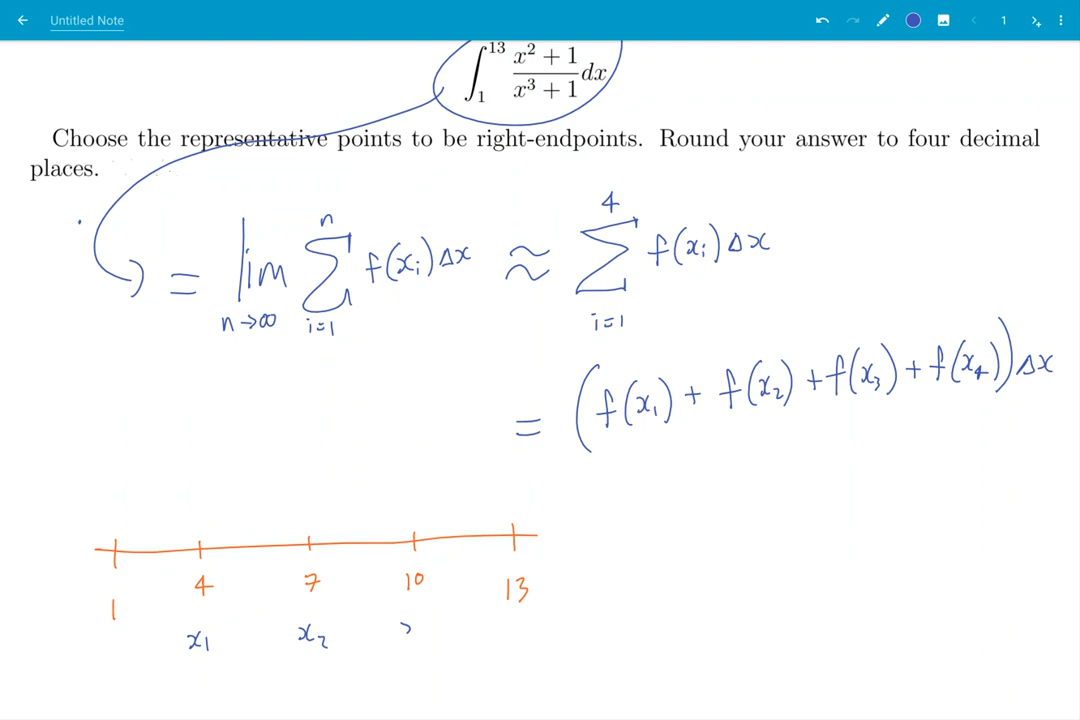 Untitled Note 1
∫₁¹³ (x² + 1)/(x³ + 1) dx
Choose the representative points to be right-endpoints. Round your answer to four decimal
places.
= lim n→∞ ∑ i=1 n f(xᵢ) Δx ≈ ∑ i=1 4 f(xᵢ) Δx
= (f(x₁) + f(x₂) + f(x₃) + f(x₄)) Δx
1 4 7 10 13
x₁ x₂